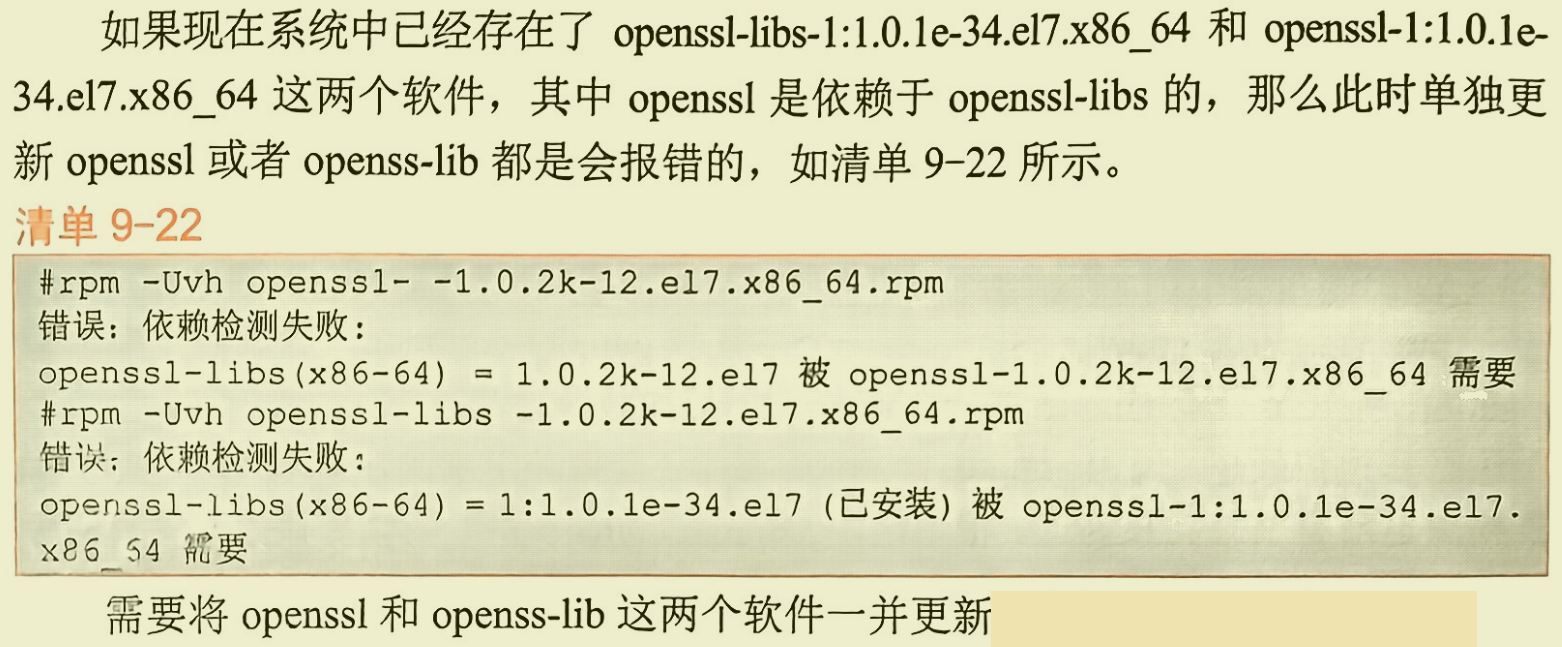 如果现在系统中已经存在了 openssl-libs-1:1.0.1e-34.el7.x86_64 和 openssl-1:1.0.1e-
34.el7.x86_64 这两个软件，其中 openssl 是依赖于 openssl-libs 的，那么此时单独更
新 openssl 或者 openss-lib 都是会报错的，如清单 9-22 所示。
清单 9-22
#rpm -Uvh openssl- -1.0.2k-12.el7.x86_64.rpm
错误：依赖检测失败：
openssl-libs(x86-64) = 1.0.2k-12.el7 被 openssl-1.0.2k-12.el7.x86_64 需要
#rpm -Uvh openssl-libs -1.0.2k-12.el7.x86_64.rpm
错误：依赖检测失败：
openssl-libs(x86-64) = 1:1.0.1e-34.el7 (已安装) 被 openssl-1:1.0.1e-34.el7.
x86_64 需要
需要将 openssl 和 openss-lib 这两个软件一并更新